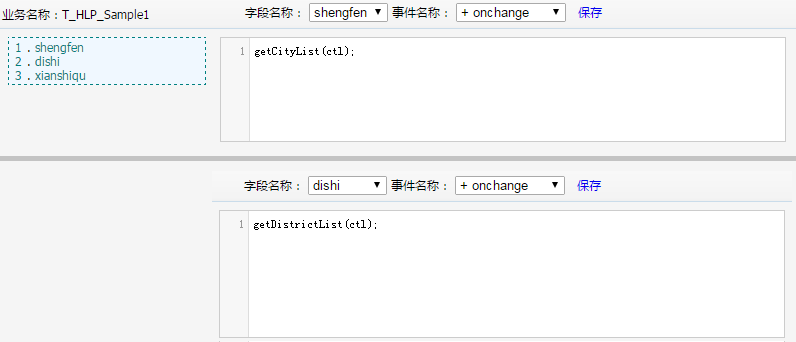 业务名称：T_HLP_Sample1
字段名称： shengfen 事件名称： + onchange 保存
1 . shengfen
2 . dishi
3 . xianshiqu
1 getCityList(ctl);
字段名称： dishi 事件名称： + onchange 保存
1 getDistrictList(ctl);